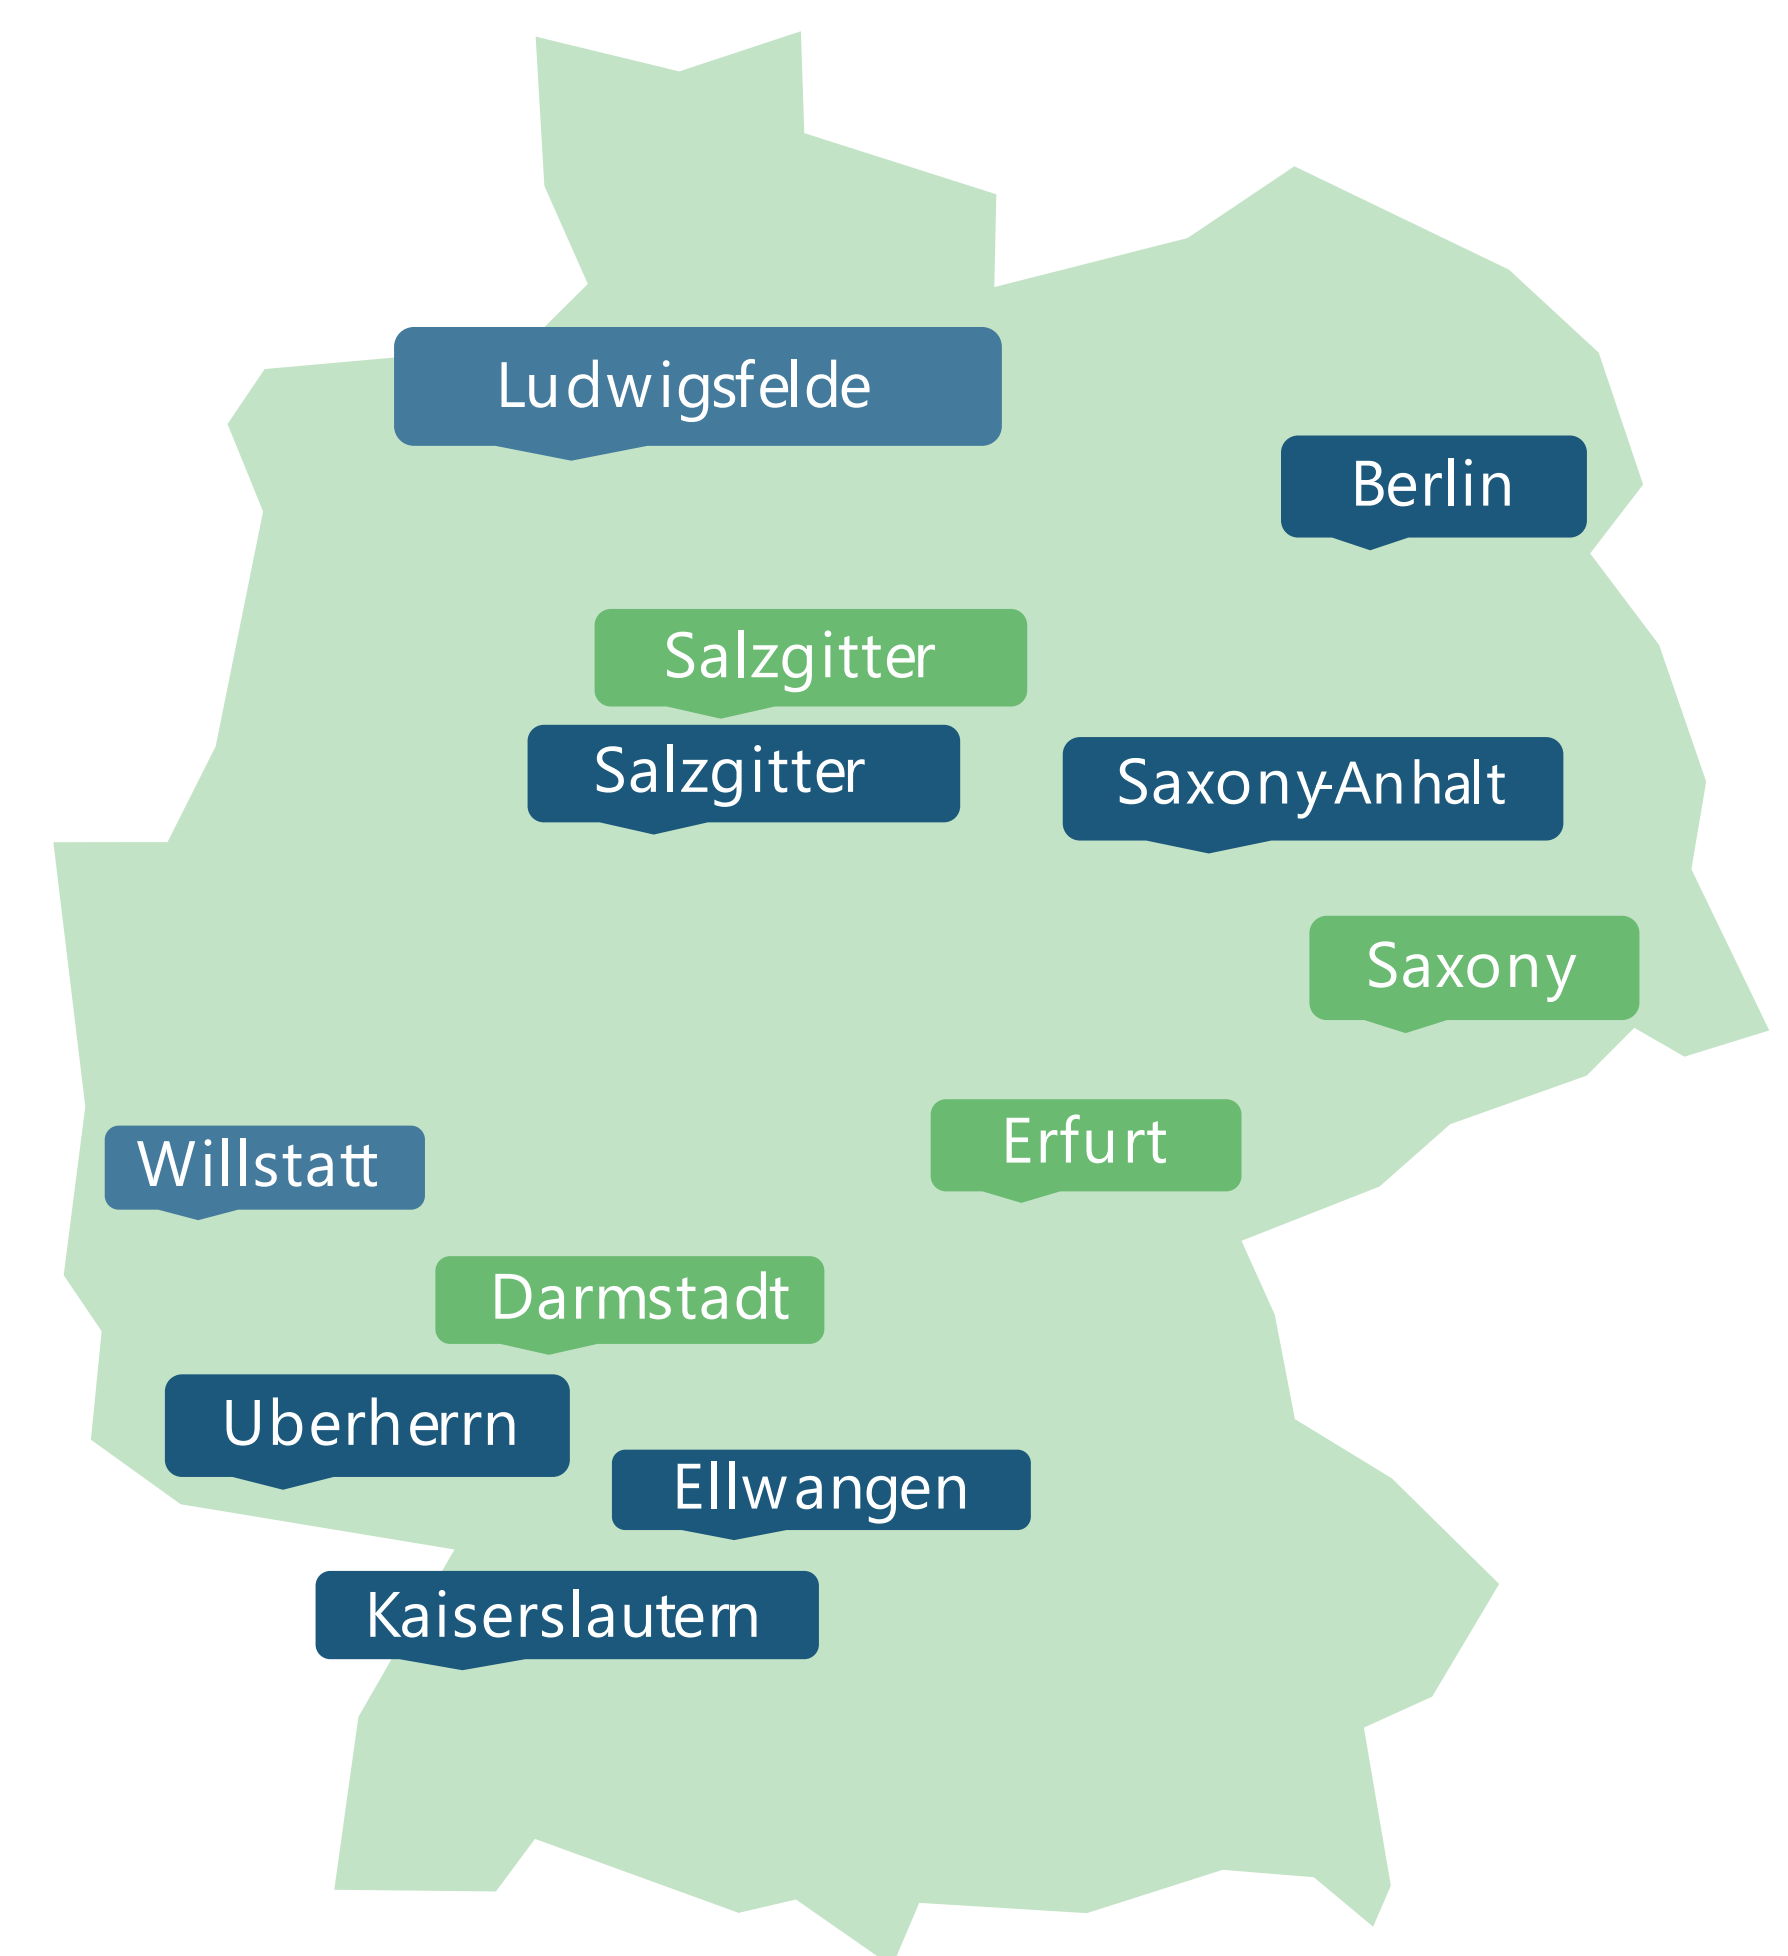 Ludwigsfelde
Berlin
Salzgitter
Salzgitter
Saxony-Anhalt
Saxony
Erfurt
Willstatt
Darmstadt
Uberherrn
Ellwangen
Kaiserslautern